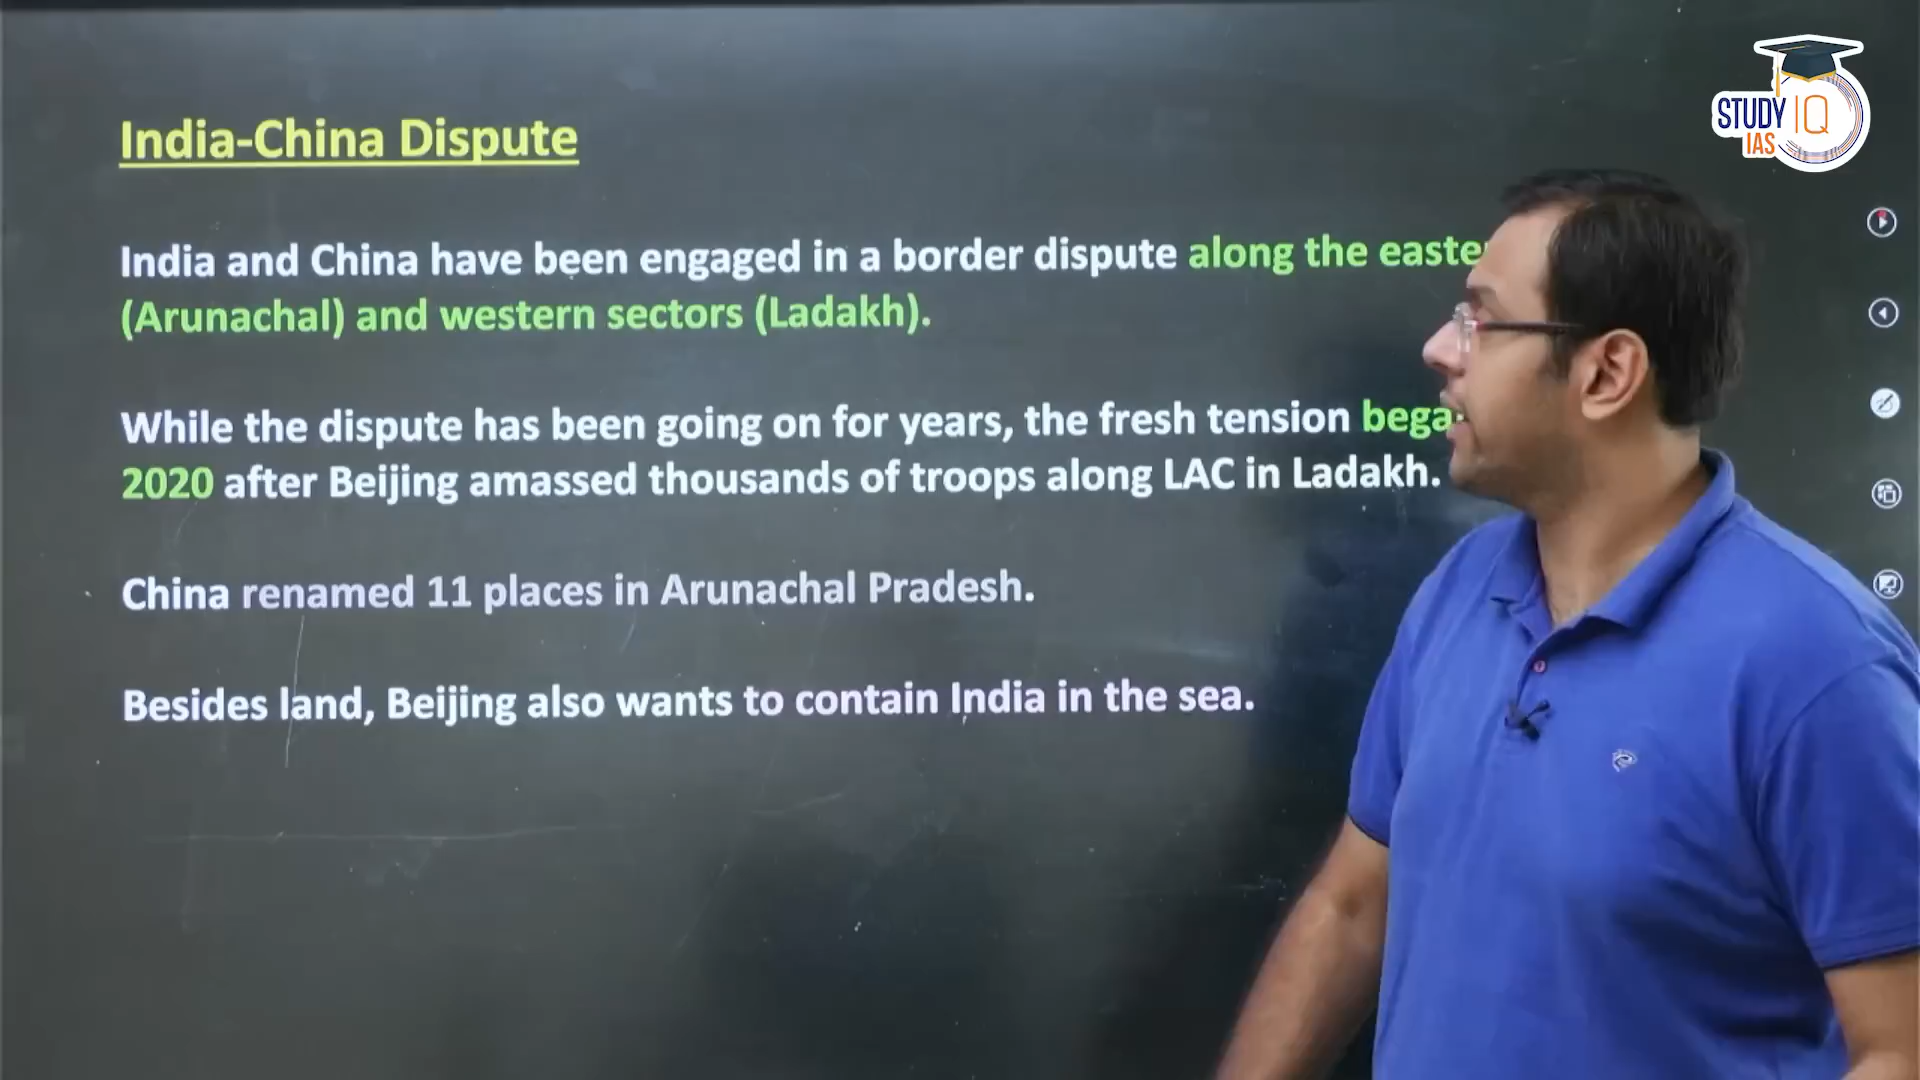 STUDY IQ
IAS
India-China Dispute
India and China have been engaged in a border dispute along the
(Arunachal) and western sectors (Ladakh).
While the dispute has been going on for years, the fresh tension
2020 after Beijing amassed thousands of troops along LAC in Ladakh.
China renamed 11 places in Arunachal Pradesh.
Besides land, Beijing also wants to contain India in the sea.